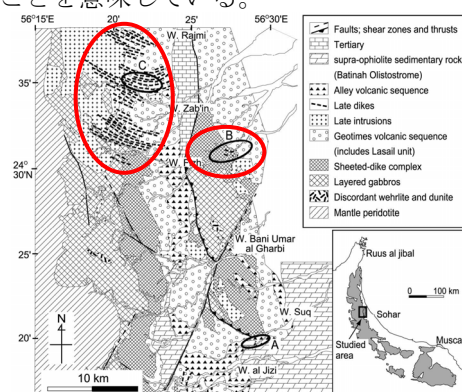 ことを意味している。
56°15'E 20' 25' 56°30'E
W. Rajmi
C
35'
W. Zab'in
B
24°
30'N
W. Fizh
W. Bani Umar
al Gharbi
25'
W. Suq
N
20'
A
W. al Jizi
10 km
Faults; shear zones and thrusts
Tertiary
supra-ophiolite sedimentary rock
(Batinah Olistostrome)
Alley volcanic sequence
Late dikes
Late intrusions
Geotimes volcanic sequence
(includes Lasail unit)
Sheeted-dike complex
Layered gabbros
Discordant wehrlite and dunite
Mantle peridotite
Ruus al jibal
0 100 km
Sohar
Studied
area
Musca